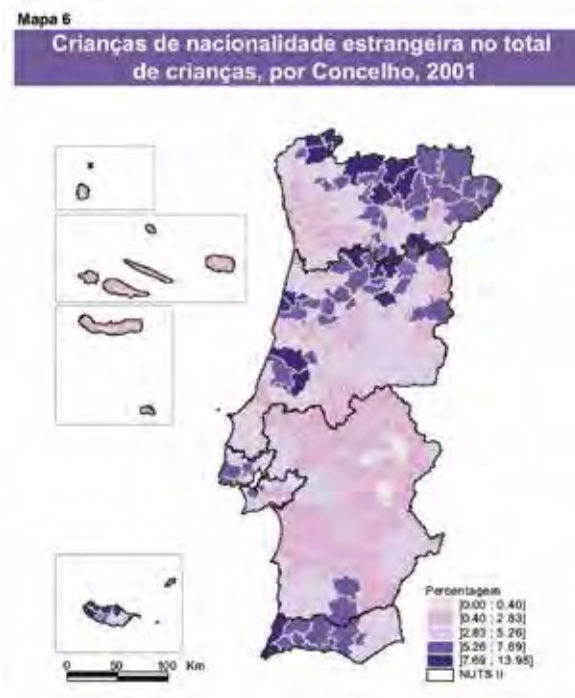 Mapa 6
Crianças de nacionalidade estrangeira no total
de crianças, por Concelho, 2001
Percentagem
]0.00 ; 0.40]
]0.40 ; 2.83]
]2.83 ; 5.26]
]5.26 ; 7.69]
]7.69 ; 13.98]
NUTS II
0 50 100 Km